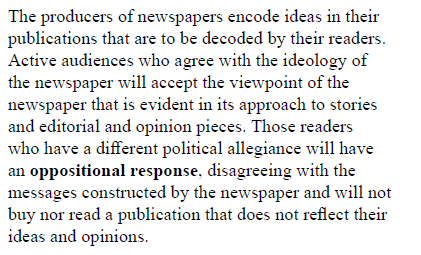 The producers of newspapers encode ideas in their
publications that are to be decoded by their readers.
Active audiences who agree with the ideology of
the newspaper will accept the viewpoint of the
newspaper that is evident in its approach to stories
and editorial and opinion pieces. Those readers
who have a different political allegiance will have
an oppositional response, disagreeing with the
messages constructed by the newspaper and will not
buy nor read a publication that does not reflect their
ideas and opinions.